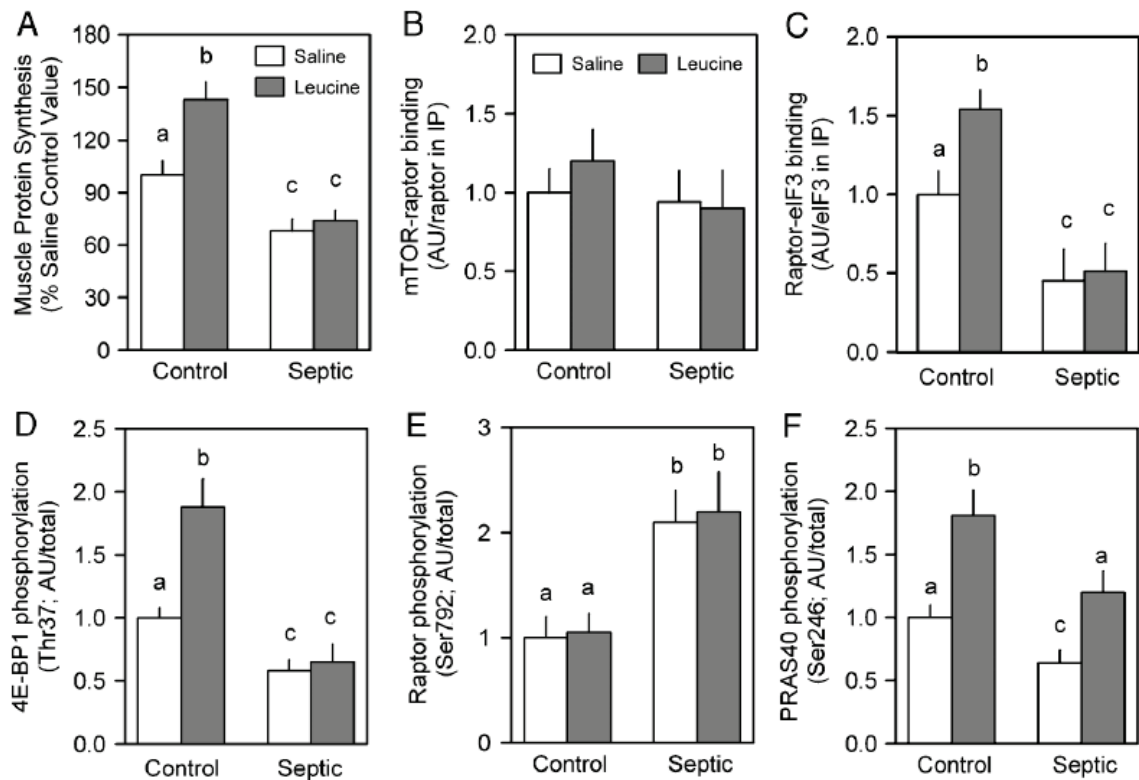 A
Muscle Protein Synthesis
(% Saline Control Value)
180
150
120
90
60
30
0
a
b
c
c
Saline
Leucine
Control
Septic
B
mTOR-raptor binding
(AU/raptor in IP)
2.0
1.5
1.0
0.5
0.0
Saline
Leucine
Control
Septic
C
Raptor-eIF3 binding
(AU/eIF3 in IP)
2.0
1.5
1.0
0.5
0.0
a
b
c
c
Control
Septic
D
4E-BP1 phosphorylation
(Thr37; AU/total)
2.5
2.0
1.5
1.0
0.5
0.0
a
b
c
c
Control
Septic
E
Raptor phosphorylation
(Ser792; AU/total)
3
2
1
0
a
a
b
b
Control
Septic
F
PRAS40 phosphorylation
(Ser246; AU/total)
2.5
2.0
1.5
1.0
0.5
0.0
a
b
c
a
Control
Septic